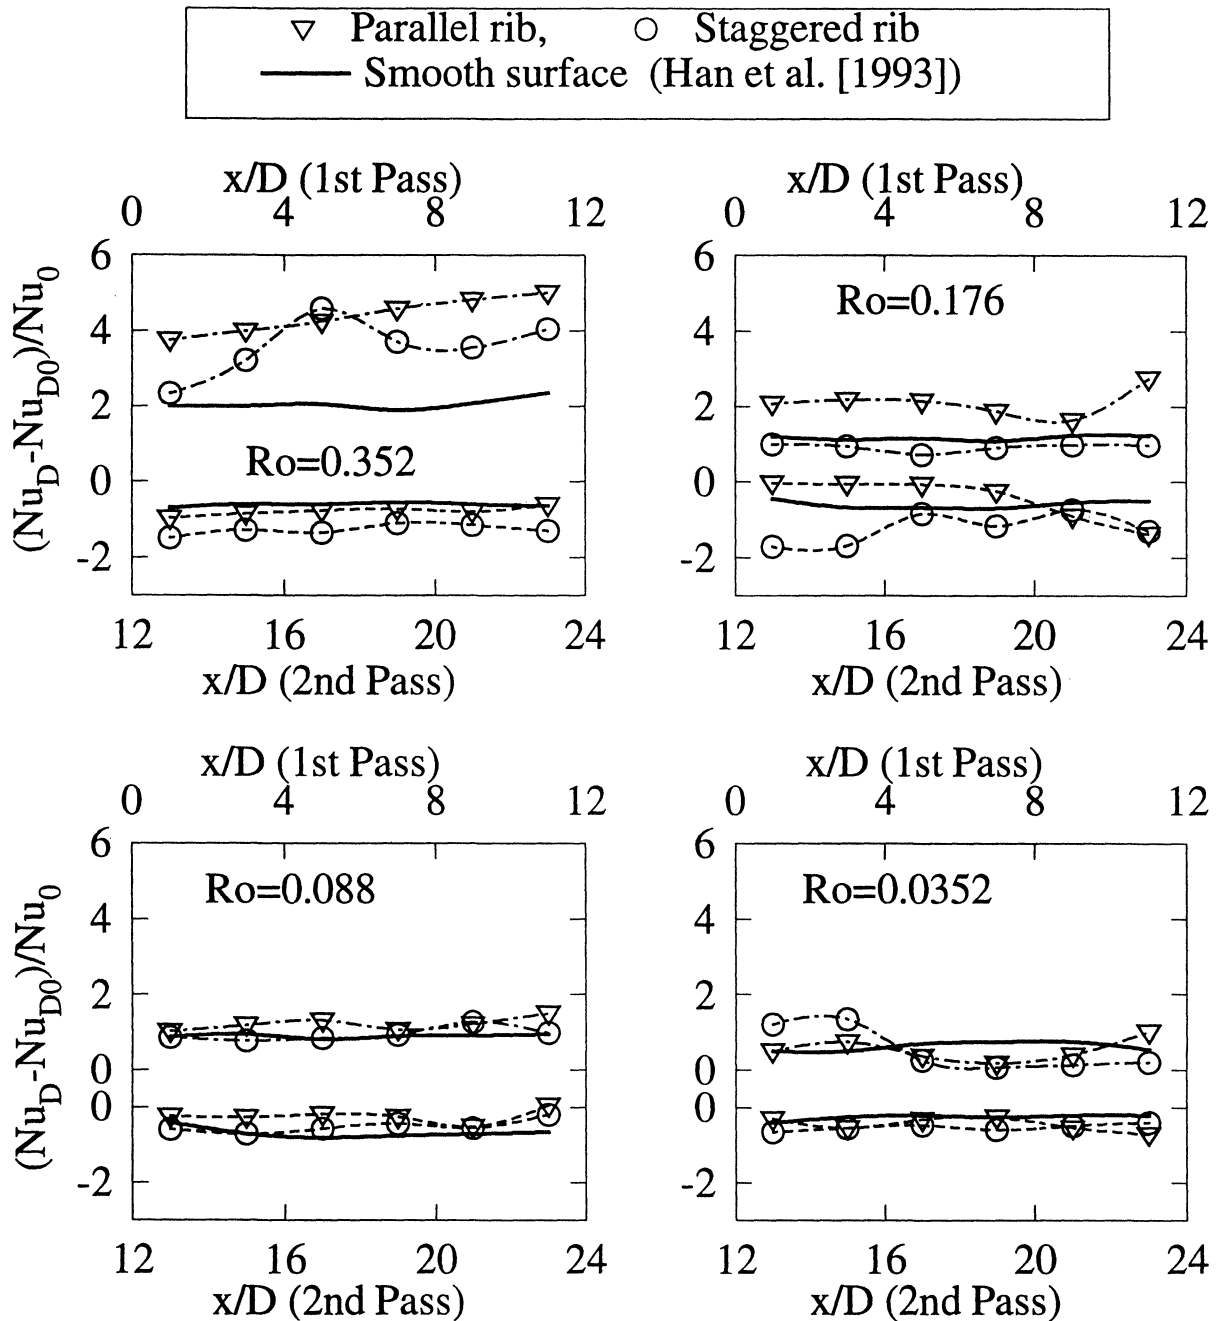 ▽ Parallel rib, ○ Staggered rib
Smooth surface (Han et al. [1993])
x/D (1st Pass)
0 4 8 12
6
4
2
0
-2
(Nu_D-Nu_D0)/Nu_0
Ro=0.352
12 16 20 24
x/D (2nd Pass)
x/D (1st Pass)
0 4 8 12
6
4
2
0
-2
Ro=0.176
12 16 20 24
x/D (2nd Pass)
x/D (1st Pass)
0 4 8 12
6
4
2
0
0
-2
(Nu_D-Nu_D0)/Nu_0
Ro=0.088
12 16 20 24
x/D (2nd Pass)
x/D (1st Pass)
0 4 8 12
6
4
2
0
0
-2
Ro=0.0352
12 16 20 24
x/D (2nd Pass)